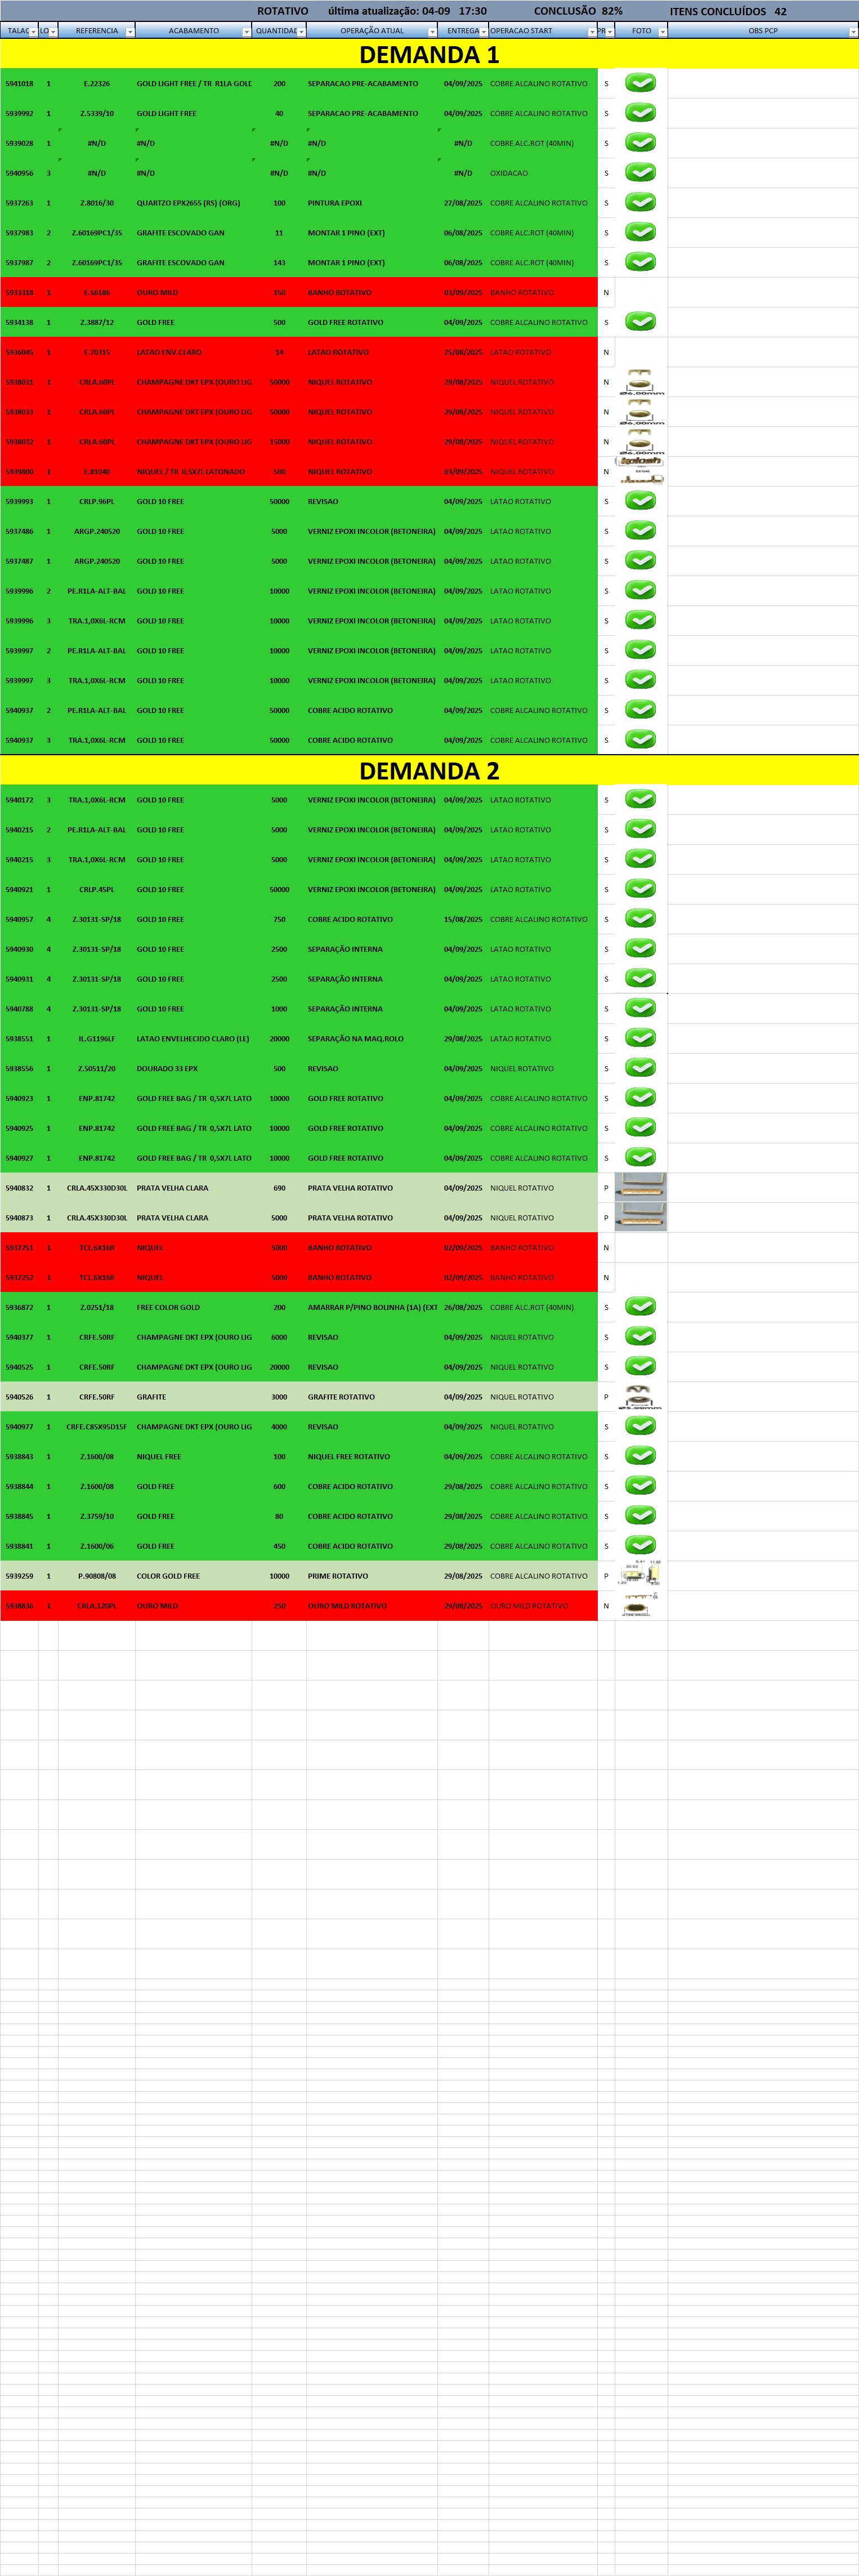 ROTATIVO última atualização: 04-09 17:30 CONCLUSÃO 82% ITENS CONCLUÍDOS 42
TALAC LO REFERENCIA ACABAMENTO QUANTIDAD OPERAÇÃO ATUAL ENTREGA OPERACAO START PR FOTO OBS PCP
DEMANDA 1
5941018 1 E.22326 GOLD LIGHT FREE / TR R1LA GOLD 200 SEPARACAO PRE-ACABAMENTO 04/09/2025 COBRE ALCALINO ROTATIVO S
5939992 1 Z.5339/10 GOLD LIGHT FREE 40 SEPARACAO PRE-ACABAMENTO 04/09/2025 COBRE ALCALINO ROTATIVO S
5939028 1 #N/D #N/D #N/D #N/D #N/D COBRE ALC.ROT (40MIN) S
5940956 3 #N/D #N/D #N/D #N/D #N/D OXIDACAO S
5937263 1 Z.8016/30 QUARTZO EPX2655 (RS) (ORG) 100 PINTURA EPOXI 27/08/2025 COBRE ALCALINO ROTATIVO S
5937983 2 Z.60169PC1/35 GRAFITE ESCOVADO GAN 11 MONTAR 1 PINO (EXT) 06/08/2025 COBRE ALC.ROT (40MIN) S
5937987 2 Z.60169PC1/35 GRAFITE ESCOVADO GAN 143 MONTAR 1 PINO (EXT) 06/08/2025 COBRE ALC.ROT (40MIN) S
5933318 1 E.56186 OURO MILD 150 BANHO ROTATIVO 01/09/2025 BANHO ROTATIVO N
5934138 1 Z.3887/12 GOLD FREE 500 GOLD FREE ROTATIVO 04/09/2025 COBRE ALCALINO ROTATIVO S
5936045 1 E.70315 LATAO ENV.CLARO 14 LATAO ROTATIVO 25/08/2025 LATAO ROTATIVO N
5938031 1 CRLA.60PL CHAMPAGNE DKT EPX (OURO LIG 50000 NIQUEL ROTATIVO 29/08/2025 NIQUEL ROTATIVO N
Ø6,00mm
5938033 1 CRLA.60PL CHAMPAGNE DKT EPX (OURO LIG 50000 NIQUEL ROTATIVO 29/08/2025 NIQUEL ROTATIVO N
Ø6,00mm
5938032 1 CRLA.60PL CHAMPAGNE DKT EPX (OURO LIG 15000 NIQUEL ROTATIVO 29/08/2025 NIQUEL ROTATIVO N
Ø6,00mm
5939800 1 E.81040 NIQUEL / TR 0,5X7L LATONADO 500 NIQUEL ROTATIVO 03/09/2025 NIQUEL ROTATIVO N
5939993 1 CRLP.96PL GOLD 10 FREE 50000 REVISAO 04/09/2025 LATAO ROTATIVO S
5937486 1 ARGP.240520 GOLD 10 FREE 5000 VERNIZ EPOXI INCOLOR (BETONEIRA) 04/09/2025 LATAO ROTATIVO S
5937487 1 ARGP.240520 GOLD 10 FREE 5000 VERNIZ EPOXI INCOLOR (BETONEIRA) 04/09/2025 LATAO ROTATIVO S
5939996 2 PE.R1LA-ALT-BAL GOLD 10 FREE 10000 VERNIZ EPOXI INCOLOR (BETONEIRA) 04/09/2025 LATAO ROTATIVO S
5939996 3 TRA.1,0X6L-RCM GOLD 10 FREE 10000 VERNIZ EPOXI INCOLOR (BETONEIRA) 04/09/2025 LATAO ROTATIVO S
5939997 2 PE.R1LA-ALT-BAL GOLD 10 FREE 10000 VERNIZ EPOXI INCOLOR (BETONEIRA) 04/09/2025 LATAO ROTATIVO S
5939997 3 TRA.1,0X6L-RCM GOLD 10 FREE 10000 VERNIZ EPOXI INCOLOR (BETONEIRA) 04/09/2025 LATAO ROTATIVO S
5940937 2 PE.R1LA-ALT-BAL GOLD 10 FREE 50000 COBRE ACIDO ROTATIVO 04/09/2025 COBRE ALCALINO ROTATIVO S
5940937 3 TRA.1,0X6L-RCM GOLD 10 FREE 50000 COBRE ACIDO ROTATIVO 04/09/2025 COBRE ALCALINO ROTATIVO S
DEMANDA 2
5940172 3 TRA.1,0X6L-RCM GOLD 10 FREE 5000 VERNIZ EPOXI INCOLOR (BETONEIRA) 04/09/2025 LATAO ROTATIVO S
5940215 2 PE.R1LA-ALT-BAL GOLD 10 FREE 5000 VERNIZ EPOXI INCOLOR (BETONEIRA) 04/09/2025 LATAO ROTATIVO S
5940215 3 TRA.1,0X6L-RCM GOLD 10 FREE 5000 VERNIZ EPOXI INCOLOR (BETONEIRA) 04/09/2025 LATAO ROTATIVO S
5940921 1 CRLP.45PL GOLD 10 FREE 50000 VERNIZ EPOXI INCOLOR (BETONEIRA) 04/09/2025 LATAO ROTATIVO S
5940957 4 Z.30131-SP/18 GOLD 10 FREE 750 COBRE ACIDO ROTATIVO 15/08/2025 COBRE ALCALINO ROTATIVO S
5940930 4 Z.30131-SP/18 GOLD 10 FREE 2500 SEPARAÇÃO INTERNA 04/09/2025 LATAO ROTATIVO S
5940931 4 Z.30131-SP/18 GOLD 10 FREE 2500 SEPARAÇÃO INTERNA 04/09/2025 LATAO ROTATIVO S
5940788 4 Z.30131-SP/18 GOLD 10 FREE 1000 SEPARAÇÃO INTERNA 04/09/2025 LATAO ROTATIVO S
5938551 1 IL.G1196LF LATAO ENVELHECIDO CLARO (LE) 20000 SEPARAÇÃO NA MAQ.ROLO 29/08/2025 LATAO ROTATIVO S
5938556 1 Z.50511/20 DOURADO 33 EPX 500 REVISAO 04/09/2025 NIQUEL ROTATIVO S
5940923 1 ENP.81742 GOLD FREE BAG / TR 0,5X7L LATO 10000 GOLD FREE ROTATIVO 04/09/2025 COBRE ALCALINO ROTATIVO S
5940925 1 ENP.81742 GOLD FREE BAG / TR 0,5X7L LATO 10000 GOLD FREE ROTATIVO 04/09/2025 COBRE ALCALINO ROTATIVO S
5940927 1 ENP.81742 GOLD FREE BAG / TR 0,5X7L LATO 10000 GOLD FREE ROTATIVO 04/09/2025 COBRE ALCALINO ROTATIVO S
5940832 1 CRLA.45X330D30L PRATA VELHA CLARA 690 PRATA VELHA ROTATIVO 04/09/2025 NIQUEL ROTATIVO P
5940873 1 CRLA.45X330D30L PRATA VELHA CLARA 5000 PRATA VELHA ROTATIVO 04/09/2025 NIQUEL ROTATIVO P
5937251 1 TCL.6X16R NIQUEL 5000 BANHO ROTATIVO 02/09/2025 BANHO ROTATIVO N
5937252 1 TCL.6X16R NIQUEL 5000 BANHO ROTATIVO 02/09/2025 BANHO ROTATIVO N
5936872 1 Z.0251/18 FREE COLOR GOLD 200 AMARRAR P/PINO BOLINHA (1A) (EXT 26/08/2025 COBRE ALC.ROT (40MIN) S
5940377 1 CRFE.50RF CHAMPAGNE DKT EPX (OURO LIG 6000 REVISAO 04/09/2025 NIQUEL ROTATIVO S
5940525 1 CRFE.50RF CHAMPAGNE DKT EPX (OURO LIG 20000 REVISAO 04/09/2025 NIQUEL ROTATIVO S
5940526 1 CRFE.50RF GRAFITE 3000 GRAFITE ROTATIVO 04/09/2025 NIQUEL ROTATIVO P
5940977 1 CRFE.C85X95D15F CHAMPAGNE DKT EPX (OURO LIG 4000 REVISAO 04/09/2025 NIQUEL ROTATIVO S
5938843 1 Z.1600/08 NIQUEL FREE 100 NIQUEL FREE ROTATIVO 04/09/2025 COBRE ALCALINO ROTATIVO S
5938844 1 Z.1600/08 GOLD FREE 600 COBRE ACIDO ROTATIVO 29/08/2025 COBRE ALCALINO ROTATIVO S
5938845 1 Z.3759/10 GOLD FREE 80 COBRE ACIDO ROTATIVO 29/08/2025 COBRE ALCALINO ROTATIVO S
5938841 1 Z.1600/06 GOLD FREE 450 COBRE ACIDO ROTATIVO 29/08/2025 COBRE ALCALINO ROTATIVO S
5939259 1 P.90808/08 COLOR GOLD FREE 10000 PRIME ROTATIVO 29/08/2025 COBRE ALCALINO ROTATIVO P
5938836 1 CRLA.120PL OURO MILD 250 OURO MILD ROTATIVO 29/08/2025 OURO MILD ROTATIVO N